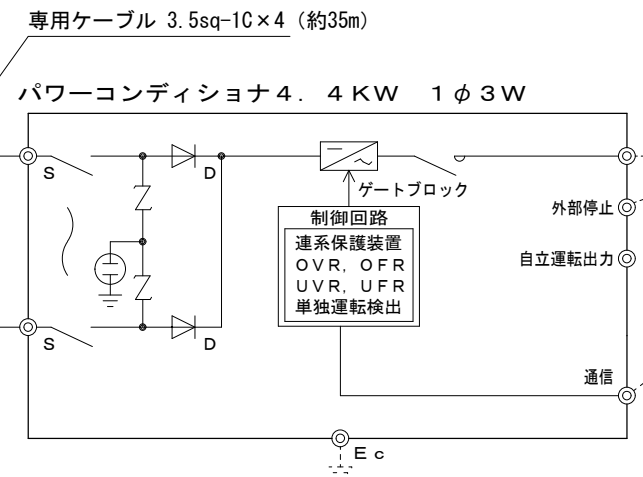 専用ケーブル 3.5sq-1C×4 (約35m)
パワーコンディショナ4.4KW 1φ3W
S
D
ゲートブロック
制御回路
連系保護装置
OVR, OFR
UVR, UFR
単独運転検出
外部停止
自立運転出力
S
D
通信
Ec